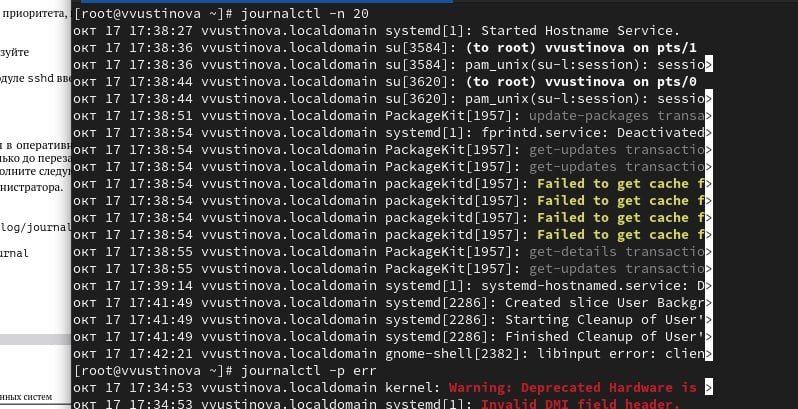 приоритета,
зуйте
одуле sshd вве
я в оперативн
лько до переза
олните следую
нистратора.
log/journal
urnal
нных систем
[root@vvustinova ~]# journalctl -n 20
окт 17 17:38:27 vvustinova.localdomain systemd[1]: Started Hostname Service.
окт 17 17:38:36 vvustinova.localdomain su[3584]: (to root) vvustinova on pts/1
окт 17 17:38:36 vvustinova.localdomain su[3584]: pam_unix(su-l:session): sessio>
окт 17 17:38:44 vvustinova.localdomain su[3620]: (to root) vvustinova on pts/0
окт 17 17:38:44 vvustinova.localdomain su[3620]: pam_unix(su-l:session): sessio>
окт 17 17:38:51 vvustinova.localdomain PackageKit[1957]: update-packages transa>
окт 17 17:38:54 vvustinova.localdomain systemd[1]: fprintd.service: Deactivated>
окт 17 17:38:54 vvustinova.localdomain PackageKit[1957]: get-updates transactio>
окт 17 17:38:54 vvustinova.localdomain PackageKit[1957]: get-updates transactio>
окт 17 17:38:54 vvustinova.localdomain packagekitd[1957]: Failed to get cache f>
окт 17 17:38:54 vvustinova.localdomain packagekitd[1957]: Failed to get cache f>
окт 17 17:38:54 vvustinova.localdomain packagekitd[1957]: Failed to get cache f>
окт 17 17:38:54 vvustinova.localdomain packagekitd[1957]: Failed to get cache f>
окт 17 17:38:55 vvustinova.localdomain PackageKit[1957]: get-details transactio>
окт 17 17:38:55 vvustinova.localdomain PackageKit[1957]: get-updates transactio>
окт 17 17:39:14 vvustinova.localdomain systemd[1]: systemd-hostnamed.service: D>
окт 17 17:41:49 vvustinova.localdomain systemd[2286]: Created slice User Backgr>
окт 17 17:41:49 vvustinova.localdomain systemd[2286]: Starting Cleanup of User'>
окт 17 17:41:49 vvustinova.localdomain systemd[2286]: Finished Cleanup of User'>
окт 17 17:42:21 vvustinova.localdomain gnome-shell[2382]: libinput error: clien>
[root@vvustinova ~]# journalctl -p err
окт 17 17:34:53 vvustinova.localdomain kernel: Warning: Deprecated Hardware is >
окт 17 17:34:53 vvustinova.localdomain systemd[1]: Invalid DMI field header.